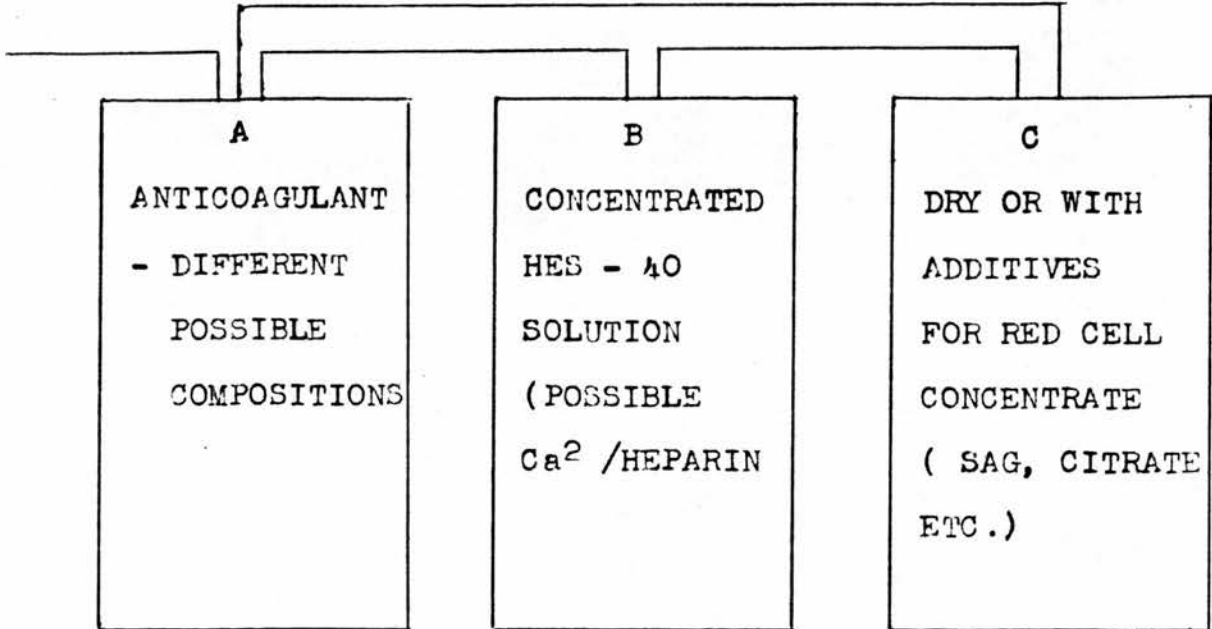 A
ANTICOAGULANT
- DIFFERENT
POSSIBLE
COMPOSITIONS
B
CONCENTRATED
HES - 40
SOLUTION
(POSSIBLE
Ca2 /HEPARIN
C
DRY OR WITH
ADDITIVES
FOR RED CELL
CONCENTRATE
( SAG, CITRATE
ETC.)